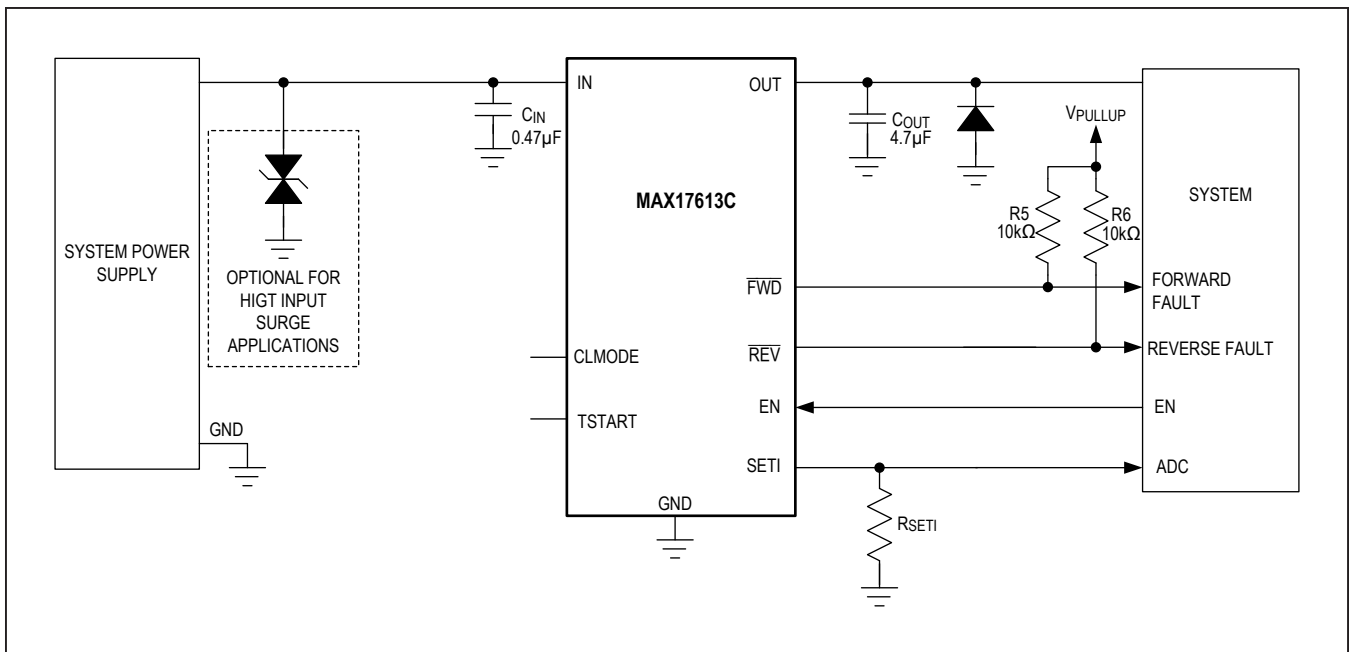 SYSTEM POWER
SUPPLY
GND
OPTIONAL FOR
HIGT INPUT
SURGE
APPLICATIONS
CIN
0.47µF
IN
OUT
MAX17613C
CLMODE
TSTART
GND
FWD
REV
EN
SETI
COUT
4.7µF
VPULLUP
R5
10kΩ
R6
10kΩ
RSETI
SYSTEM
FORWARD
FAULT
REVERSE FAULT
EN
ADC